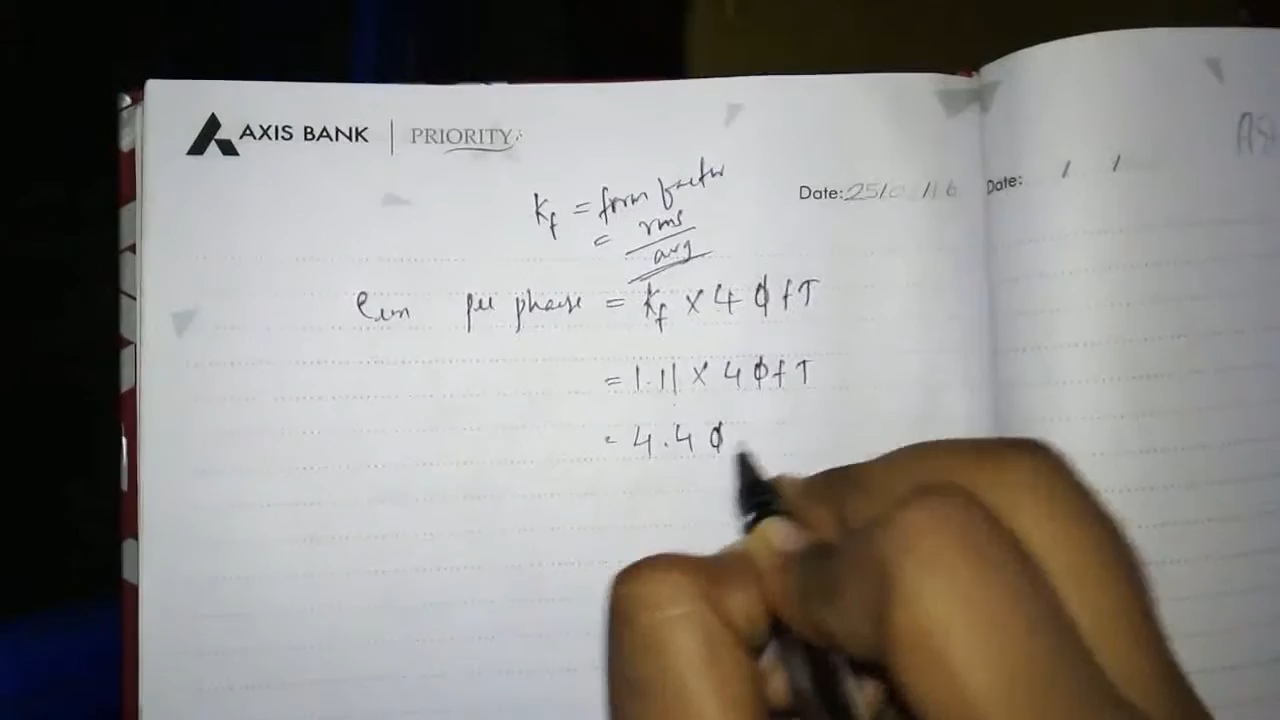 AXIS BANK | PRIORITY
Kf = form factor
= rms
avg
Date: 25/0 /16
Date: / /
Em per phase = Kf × 4 φ f T
= 1.11 × 4 φ f T
= 4.4 φ